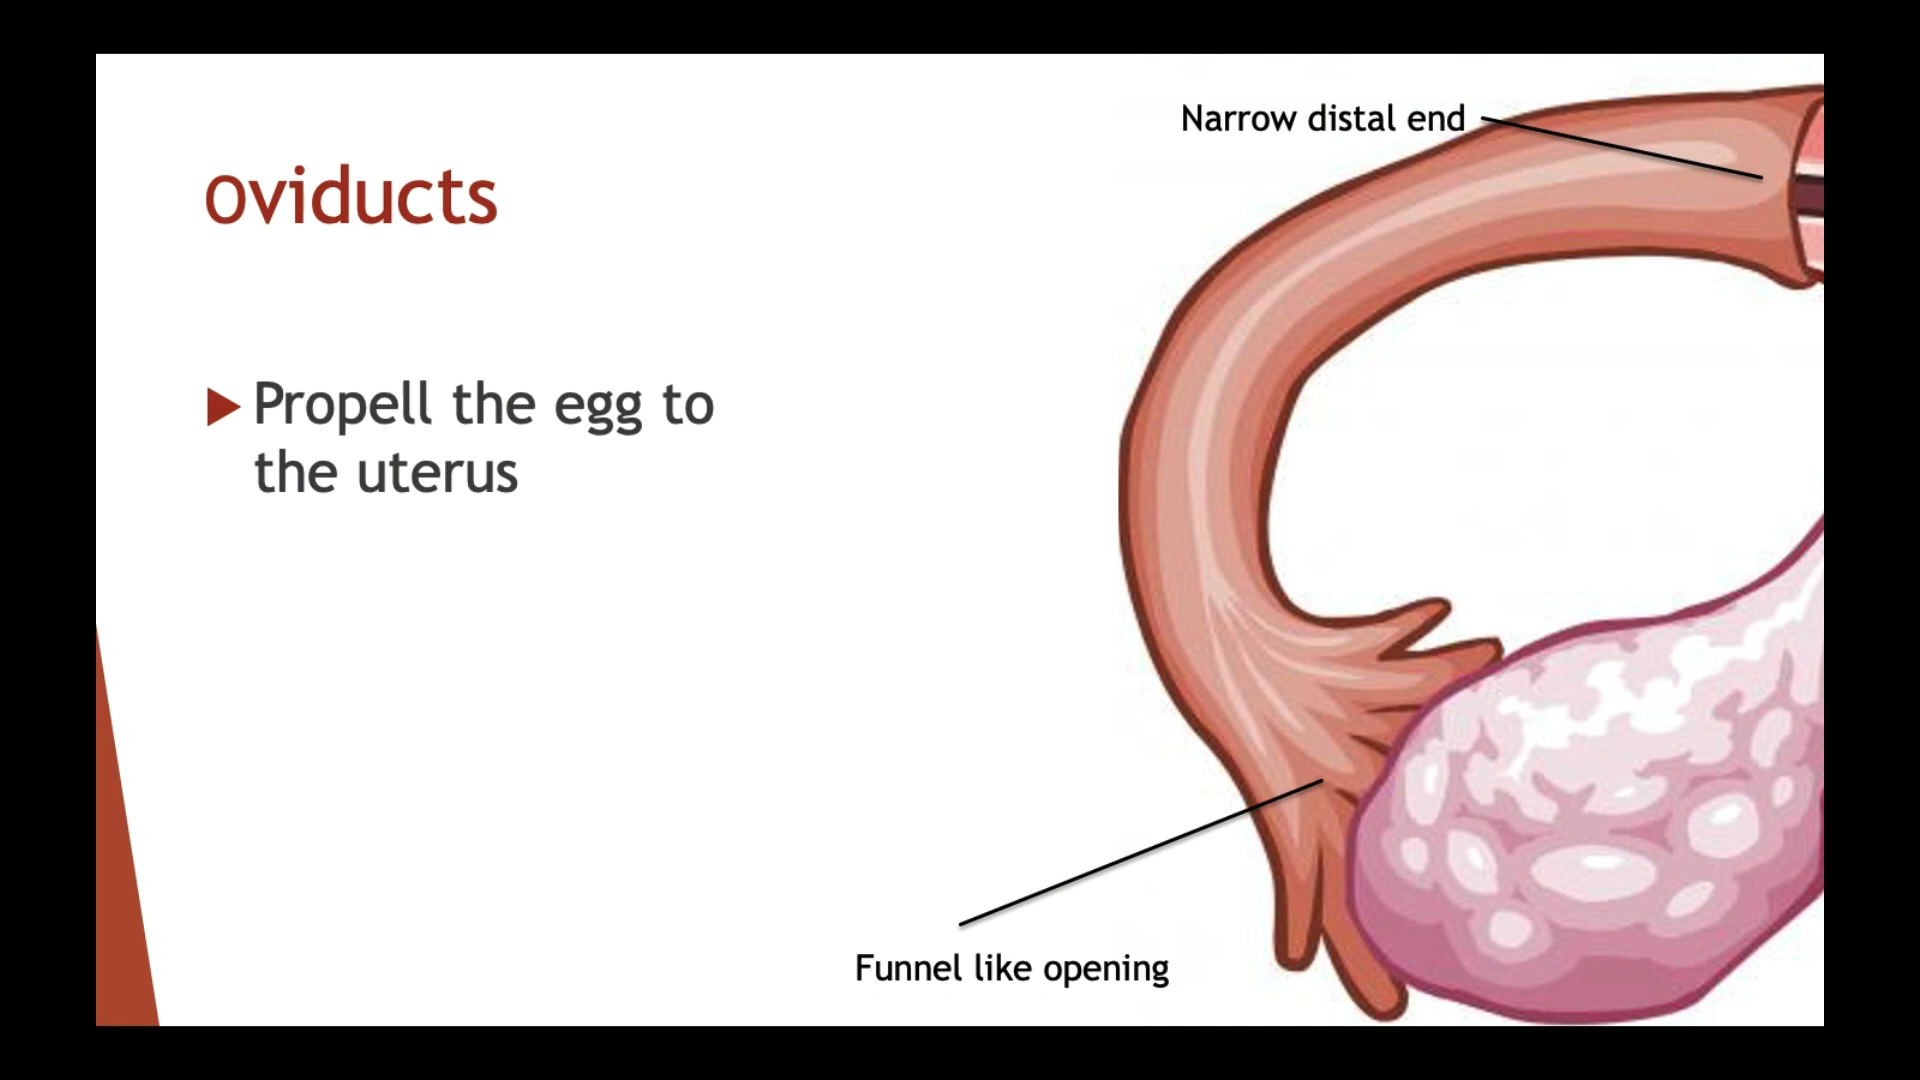 Narrow distal end
Oviducts
Propell the egg to
the uterus
Funnel like opening